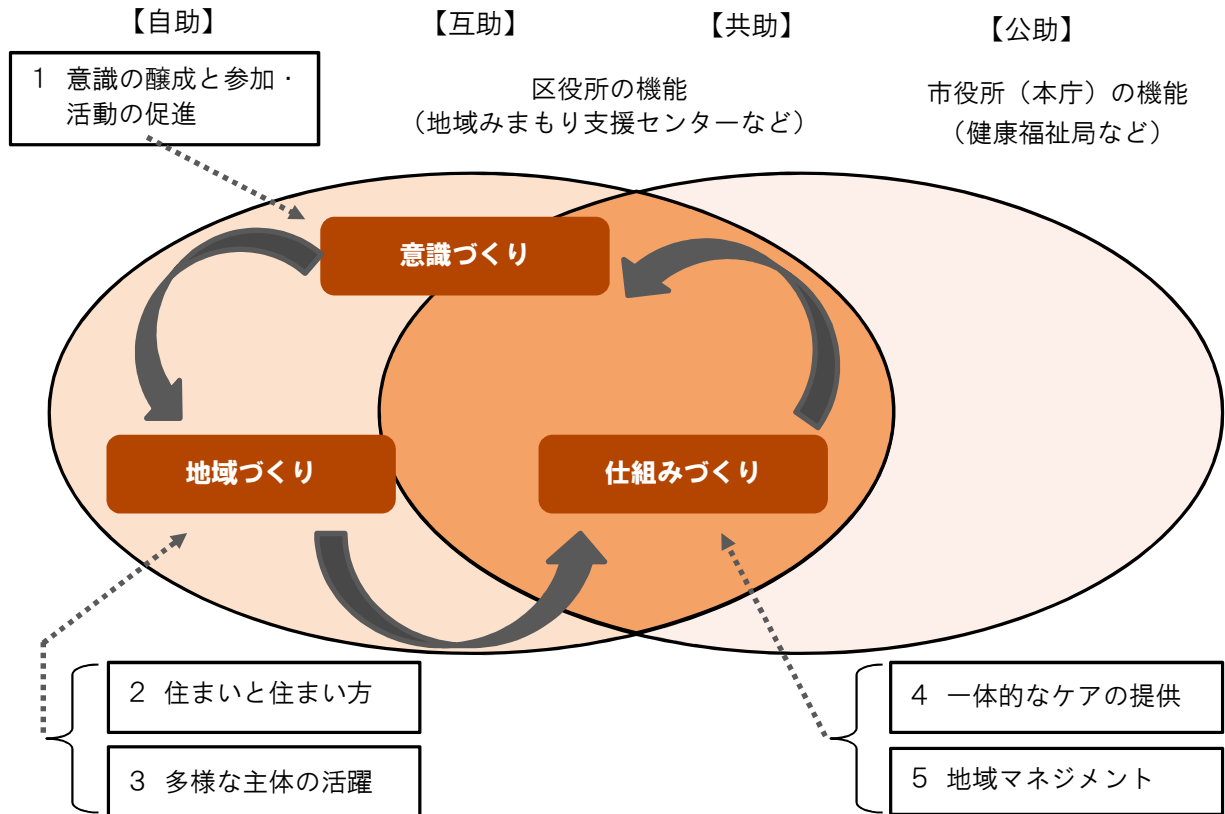 【自助】
【互助】
【共助】
【公助】
1 意識の醸成と参加・
活動の促進
区役所の機能
（地域みまもり支援センターなど）
市役所（本庁）の機能
（健康福祉局など）
意識づくり
地域づくり
仕組みづくり
2 住まいと住まい方
3 多様な主体の活躍
4 一体的なケアの提供
5 地域マネジメント